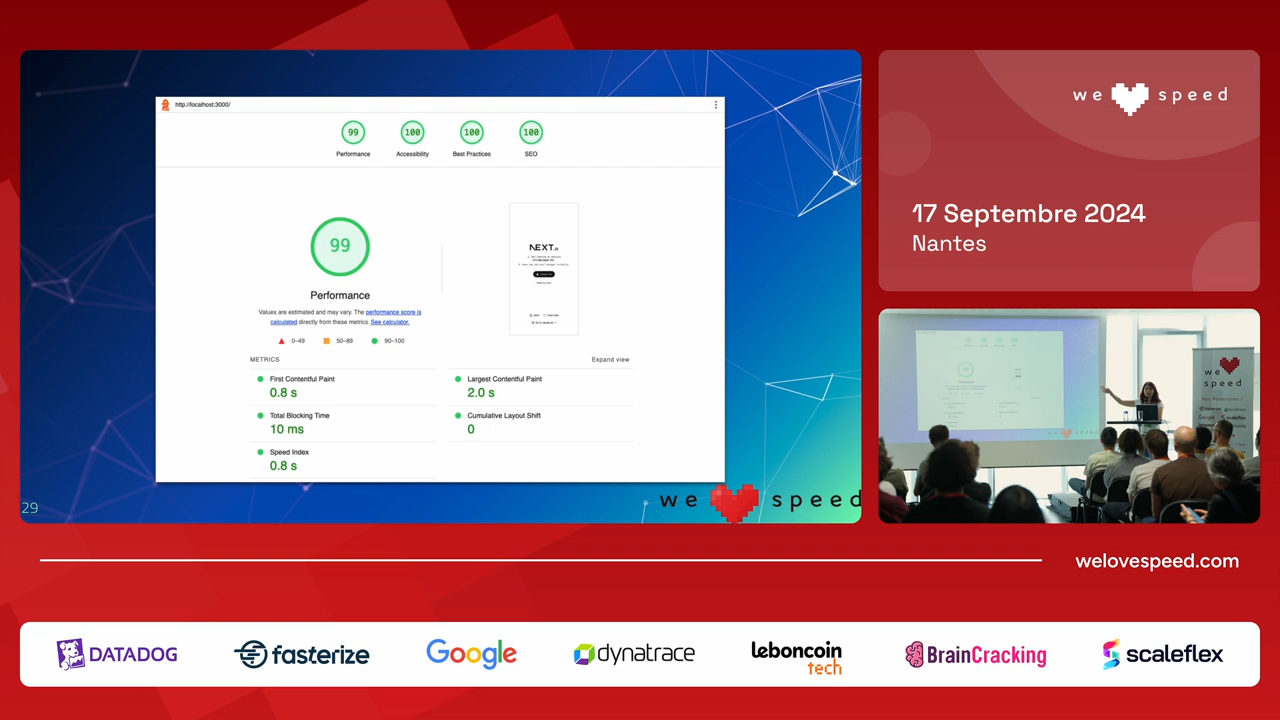 http://localhost:3000/
99
100
100
100
Performance
Accessibility
Best Practices
SEO
99
Performance
Values are estimated and may vary. The performance score is
calculated directly from these metrics. See calculator.
0–49
50–89
90–100
NEXT.js
METRICS
Expand view
First Contentful Paint
0.8 s
Largest Contentful Paint
2.0 s
Total Blocking Time
10 ms
Cumulative Layout Shift
0
Speed Index
0.8 s
29
we speed
we speed
17 Septembre 2024
Nantes
we
speed
welovespeed.com
DATADOG
fasterize
Google
dynatrace
leboncoin
tech
BrainCracking
scaleflex